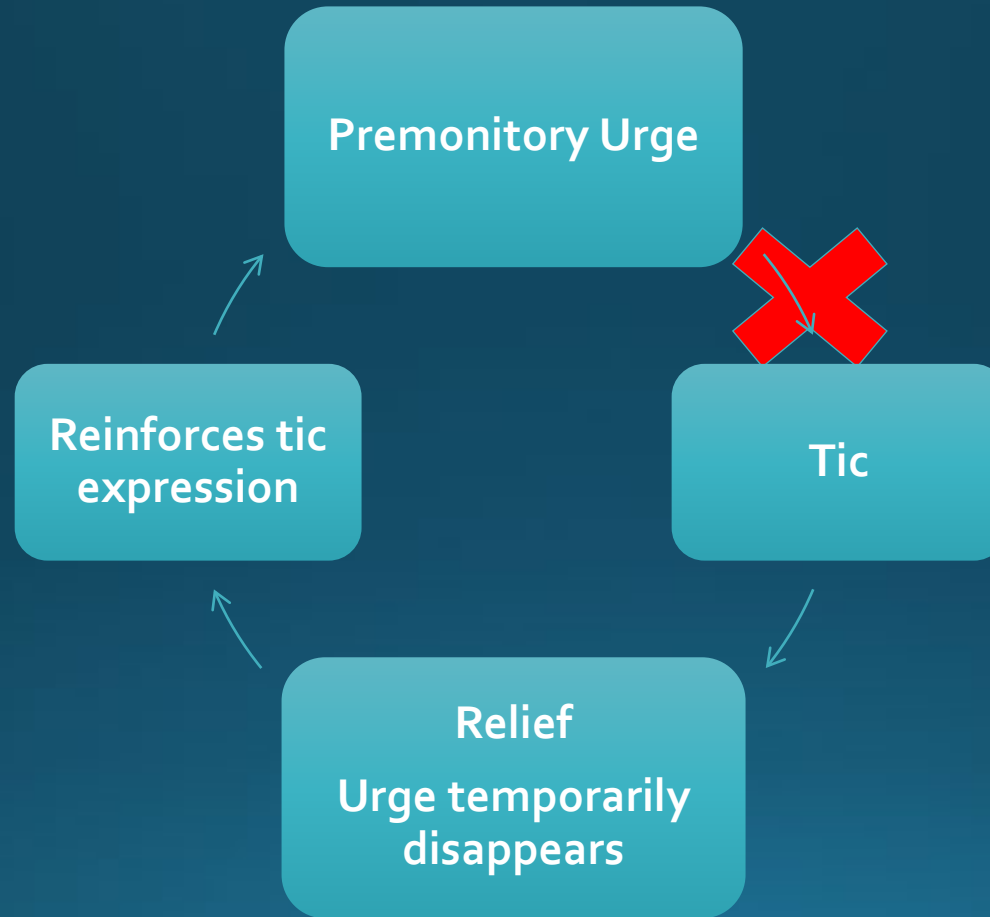 Premonitory Urge
Tic
Relief
Urge temporarily
disappears
Reinforces tic
expression